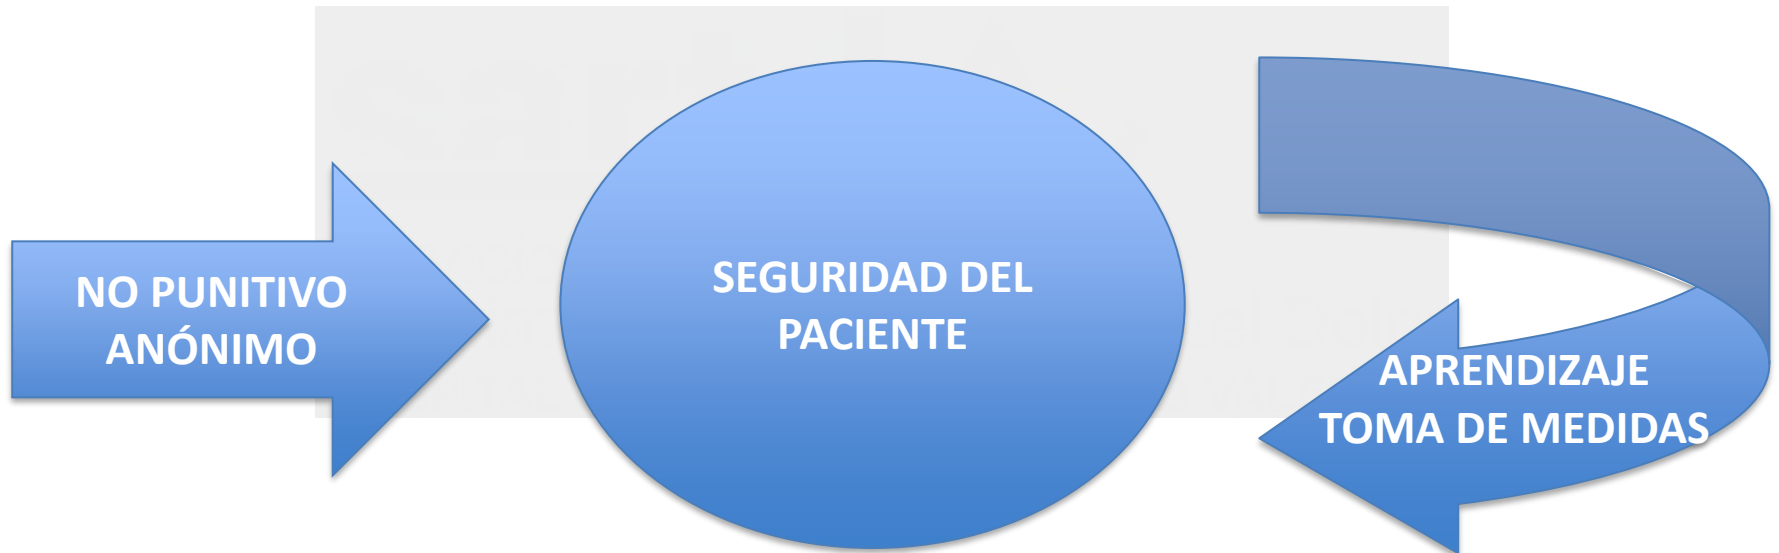 NO PUNITIVO
ANÓNIMO
SEGURIDAD DEL
PACIENTE
APRENDIZAJE
TOMA DE MEDIDAS